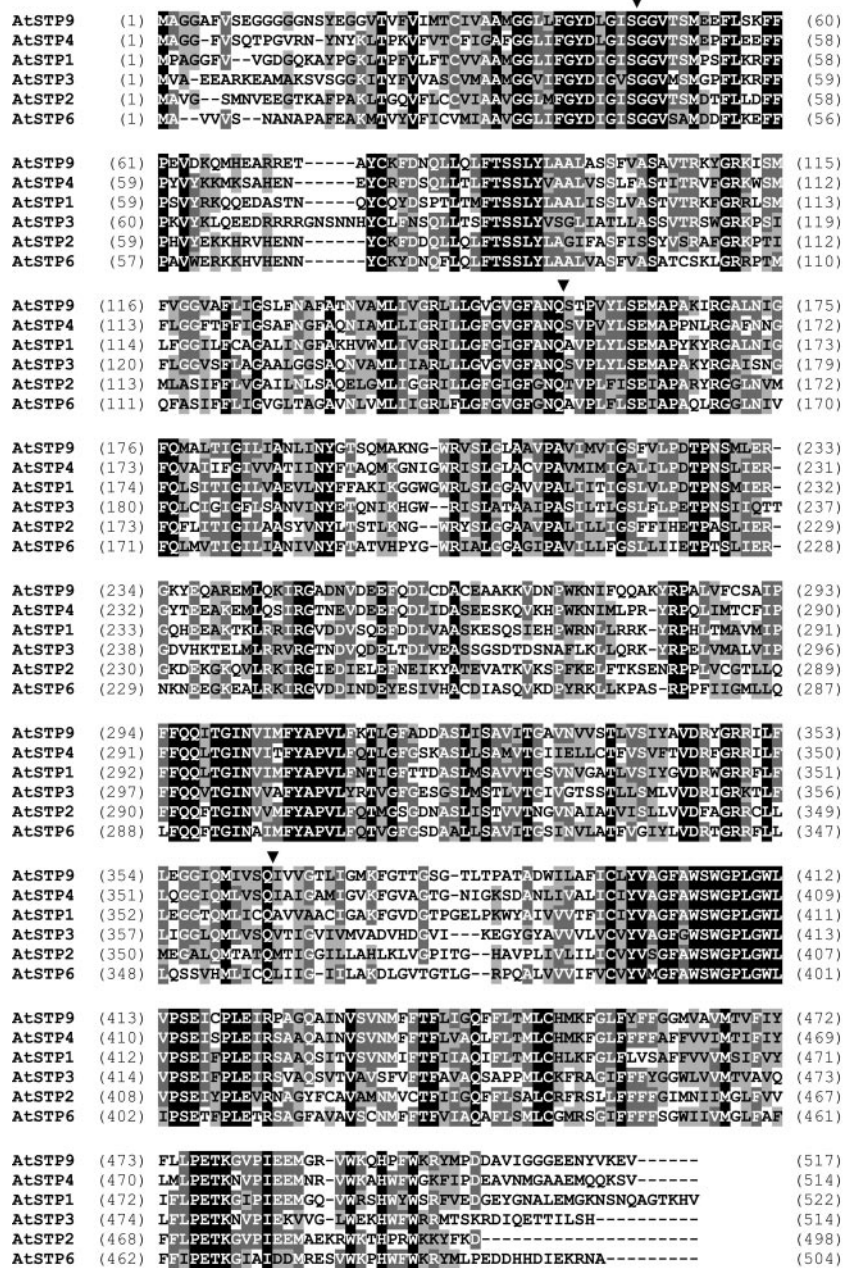 AtSTP9 (1) MAGGAFVSEGGGGGNSYEGGVTVFVIMTCIVAAMGGLLFGYDLGISGGVTSMEEFLSKFF (60)
AtSTP4 (1) MAGG-FVSQTPGVRN-YNYKLTPKVFVTCFIGAFGGLIFGYDLGISGGVTSMEPFLEEFF (58)
AtSTP1 (1) MPAGGFV--VGDGQKAYPGKLTPFVLFTCVVAAMGGLIFGYDIGISGGVTSMPSFLKRFF (58)
AtSTP3 (1) MVA-EEARKEAMAKSVSGGKITYFVVASCVMAAMGGVIFGYDIGVSGGVMSMGPFLKRFF (59)
AtSTP2 (1) MAVG--SMNVEEGTKAFPAKLTGQVFLCCVIAAVGGLMFGYDIGISGGVTSMDTFLLDFF (58)
AtSTP6 (1) MA-VVVS--NANAPAFEAKMTVYVFICVMIAAVGGLIFGYDIGISGGVSAMDDFLKEFF (56)
AtSTP9 (61) PEVDKQMHEARRET-----AYCKFDNQLLQLFTSSLYLAALASSFVASAVTRKYGRKISM (115)
AtSTP4 (59) PYVYKKMKSAHEN------EYCRFDSQLLTLFTSSLYVAALVSSLFASTITRVFGRKWSM (112)
AtSTP1 (59) PSVYRKQQEDASTN-----QYCQYDSPTLTMFTSSLYLAALISSLVASTVTRKFGRRLSM (113)
AtSTP3 (60) PKVYKLQEEDRRRRGNSNNHYCLFNSQLLTSFTSSLYVSGLIATLLASSVTRSWGRKPSI (119)
AtSTP2 (59) PHVYEKKHRVHENN------YCKFDDQLLQLFTSSLYLAGIFASFISSYVSRAFGRKPTI (112)
AtSTP6 (57) PAVWERKKHVHENN------YCKYDNQFLQLFTSSLYLAALVASFVASATCSKLGRRPTM (110)
AtSTP9 (116) FVGGVAFLIGSLFNAFATNVAMLIVGRLLLGVGVGFANQSTPVYLSEMAPAKIRGALNIG (175)
AtSTP4 (113) FLGGFTFFIGSAFNGFAQNIAMLLIGRILLGFGVGFANQSVPVYLSEMAPPNLRGAFNNG (172)
AtSTP1 (114) LFGGILFCAGALINGFAKHVWMLIVGRILLGFGIGFANQAVPLYLSEMAPYKYRGALNIG (173)
AtSTP3 (120) FLGGVSFLAGAALGGSAQNVAMLIIARLLLGVGVGFANQSVPLYLSEMAPAKYRGAISNG (179)
AtSTP2 (113) MLASIFFLVGAILNLSAQELGMLIGGRILLGFGIGFGNQTVPLFISEIAPARYRGGLNVM (172)
AtSTP6 (111) QFASIFFLIGVGLTAGAVNLVMLIIGRLFLGFGVGFGNQAVPLFLSEIAPAQLRGGLNIV (170)
AtSTP9 (176) FQMALTIGILIANLINYGTSQMAKNG-WRVSLGLAAVPAVIMVIGSFVLPDTPNSMLER- (233)
AtSTP4 (173) FQVAIIFGIVVATIINYFTAQMKGNIGWRISLGLACVPAVMIMIGALILPDTPNSLIER- (231)
AtSTP1 (174) FQLSITIGILVAEVLNYFFAKIKGGWGWRLSLGGAVVPALIITIGSLVLPDTPNSMIER- (232)
AtSTP3 (180) FQLCIGIGFLSANVINYETQNIKHGW--RISLATAAIPASILTLGSLFLPETPNSIIQTT (237)
AtSTP2 (173) FQFLITIGILAASYVNYLTSTLKNG--WRYSLGGAAVPALILLIGSFFIHETPASLIER- (229)
AtSTP6 (171) FQLMVTIGILIANIVNYFTATVHPYG-WRIALGGAGIPAVILLFGSLLIIETPTSLIER- (228)
AtSTP9 (234) GKYEQAREMLQKIRGADNVDEEFQDLCDACEAAKKVDNPWKNIFQQAKYRPALVFCSAIP (293)
AtSTP4 (232) GYTEEAKEMLQSIRGTNEVDEEFQDLIDASEESKQVKHPWKNIMLPR-YRPQLIMTCFIP (290)
AtSTP1 (233) GQHEEAKTKLRRIRGVDDVSQEFDDLVAASKESQSIEHPWRNLLRRK-YRPHLTMAVMIP (291)
AtSTP3 (238) GDVHKTELMLRRVRGTNDVQDELTDLVEASSGSDTDSNAFLKLLQRK-YRPELVMALVIP (296)
AtSTP2 (230) GKDEKGKQVLRKIRGIEDIELEFNEIKYATEVATKVKSPFKELFTKSENRPPLVCGTLLQ (289)
AtSTP6 (229) NKNEEGKEALRKIRGVDDINDEYESIVHACDIASQVKDPYRKLLKPAS-RPPFIIGMLLQ (287)
AtSTP9 (294) FFQQITGINVIMFYAPVLFKTLGFADDASLISAVITGAVNVVSTLVSIYAVDRYGRRILF (353)
AtSTP4 (291) FFQQLTGINVITFYAPVLFQTLGFGSKASLLSAMVTGIIELLCTFVSVFTVDRFGRRILF (350)
AtSTP1 (292) FFQQLTGINVIMFYAPVLFNTIGFTTDASLMSAVVTGSVNVGATLVSIYGVDRWGRRFLF (351)
AtSTP3 (297) FFQQVTGINVVAFYAPVLYRTVGFGESGSLMSTLVTGIVGTSSTLLSMLVVDRIGRKTLF (356)
AtSTP2 (290) FFQQFTGINVVMFYAPVLFQTMGSGDNASLISTVVTNGVNAIATVISLLVVDFAGRRCLL (349)
AtSTP6 (288) LFQQFTGINAIMFYAPVLFQTVGFGSDAALLSAVITGSINVLATFVGIYLVDRTGRRFLL (347)
AtSTP9 (354) LEGGIQMIVSQIVVGTLIGMKFGTTGSG-TLTPATADWILAFICLYVAGFAWSWGPLGWL (412)
AtSTP4 (351) LQGGIQMLVSQIAIGAMIGVKFGVAGTG-NIGKSDANLIVALICIYVAGFAWSWGPLGWL (409)
AtSTP1 (352) LEGGTQMLICQAVVAACIGAKFGVDGTPGELPKWYAIVVVTFICIYVAGFAWSWGPLGWL (411)
AtSTP3 (357) LIGGLQMLVSQVTIGVIVMVADVHDGVI---KEGYGYAVVVLVCVYVAGFGWSWGPLGWL (413)
AtSTP2 (350) MEGALQMTATQMTIGGILLAHLKLVGPITG--HAVPLIVLILICVYVSGFAWSWGPLGWL (407)
AtSTP6 (348) LQSSVHMLICQLIIG-IILAKDLGVTGTLG--RPQALVVVIFVCVYVMGFAWSWGPLGWL (401)
AtSTP9 (413) VPSEICPLEIRPAGQAINVSVNMFFTFLIGQFFLTMLCHMKFGLFYFFGGMVAVMTVFIY (472)
AtSTP4 (410) VPSEISPLEIRSAAQAINVSVNMFFTFLVAQLFLTMLCHMKFGLFFFFAFFVVIMTIFIY (469)
AtSTP1 (412) VPSEIFPLEIRSAAQSITVSVNMIFTFIIAQIFLTMLCHLKFGLFLVSAFFVVVMSIFVY (471)
AtSTP3 (414) VPSEIFPLEIRSVAQSVTVAVSFVFTFAVAQSAPPMLCKFRAGIFFFYGGWLVVMTVAVQ (473)
AtSTP2 (408) VPSEIYPLEVRNAGYFCAVAMNMVCTFIIGQFFLSALCRFRSLLFFFFGIMNIIMGLFVV (467)
AtSTP6 (402) IPSETFPLETRSAGFAVAVSCNMFFTFVIAQAFLSMLCGMRSGIFFFFSGWIIVMGLFAF (461)
AtSTP9 (473) FLLPETKGVPIEEMGR-VWKQHPFWKRYMPDDAVIGGGEENYVKEV------ (517)
AtSTP4 (470) LMLPETKNVPIEEMNR-VWKAHWFWGKFIPDEAVNMGAAEMQQKSV------ (514)
AtSTP1 (472) IFLPETKGIPIEEMGQ-VWRSHWYWSRFVEDGEYGNALEMGKNSNQAGTKHV (522)
AtSTP3 (474) LFLPETKNVPIEKVVG-LWEKHWFWRRMTSKRDIQETTILSH---------- (514)
AtSTP2 (468) FFLPETKGIPIEEMAEKRWKTHPRWKKYFKD--------------------- (498)
AtSTP6 (462) FFIPETKGIAIDDMRESVWKPHWFWKRYMLPEDDHHDIEKRNA--------- (504)